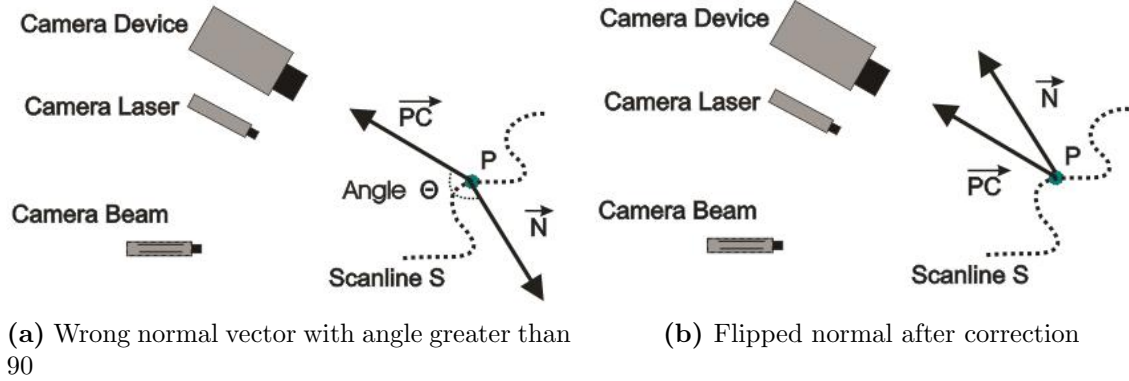 Camera Device
Camera Laser
PC
P
Angle Θ
Camera Beam
N
Scanline S
(a) Wrong normal vector with angle greater than
90
Camera Device
Camera Laser
N
P
PC
Camera Beam
Scanline S
(b) Flipped normal after correction